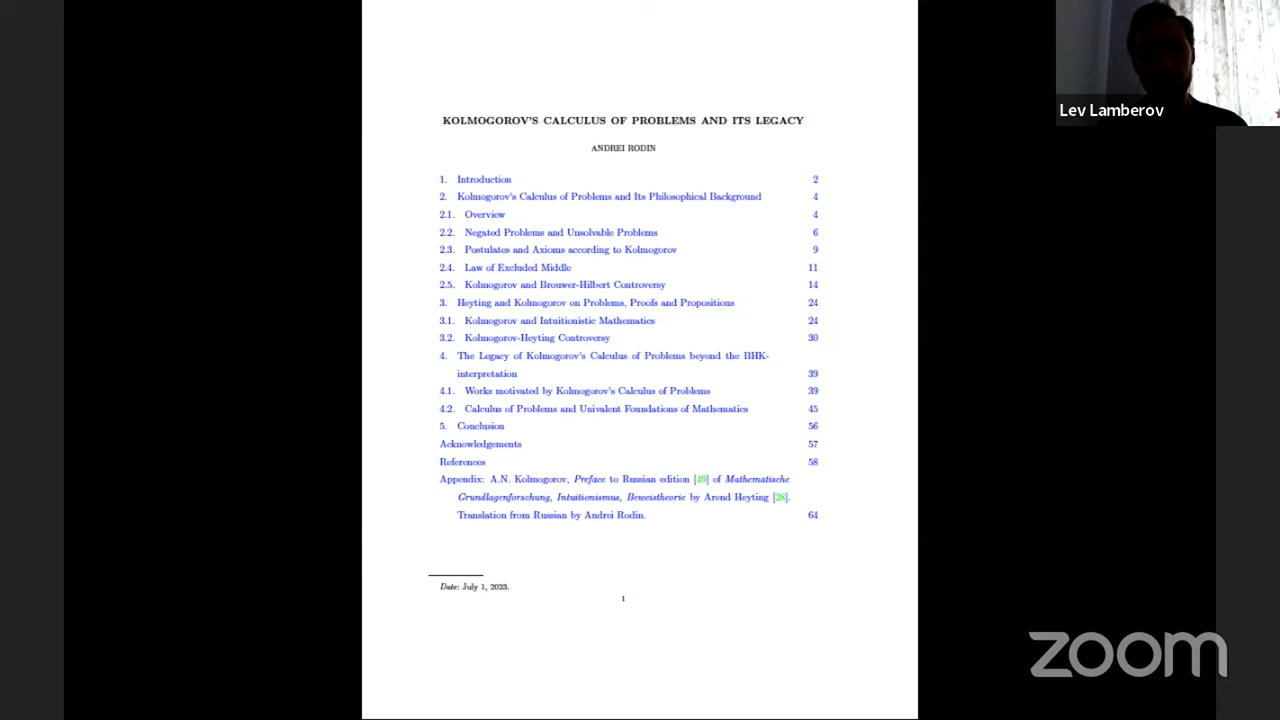 Lev Lamberov
KOLMOGOROV'S CALCULUS OF PROBLEMS AND ITS LEGACY
ANDREI RODIN
1. Introduction 2
2. Kolmogorov's Calculus of Problems and Its Philosophical Background 4
2.1. Overview 4
2.2. Negated Problems and Unsolvable Problems 6
2.3. Postulates and Axioms according to Kolmogorov 9
2.4. Law of Excluded Middle 11
2.5. Kolmogorov and Brouwer-Hilbert Controversy 14
3. Heyting and Kolmogorov on Problems, Proofs and Propositions 24
3.1. Kolmogorov and Intuitionistic Mathematics 24
3.2. Kolmogorov-Heyting Controversy 30
4. The Legacy of Kolmogorov's Calculus of Problems beyond the BHK-
interpretation 39
4.1. Works motivated by Kolmogorov's Calculus of Problems 39
4.2. Calculus of Problems and Univalent Foundations of Mathematics 45
5. Conclusion 56
Acknowledgements 57
References 58
Appendix: A.N. Kolmogorov, Preface to Russian edition [49] of Mathematische
Grundlagenforschung, Intuitionismus, Beweistheorie by Arend Heyting [28].
Translation from Russian by Andrei Rodin. 64
Date: July 1, 2023.
1
zoom